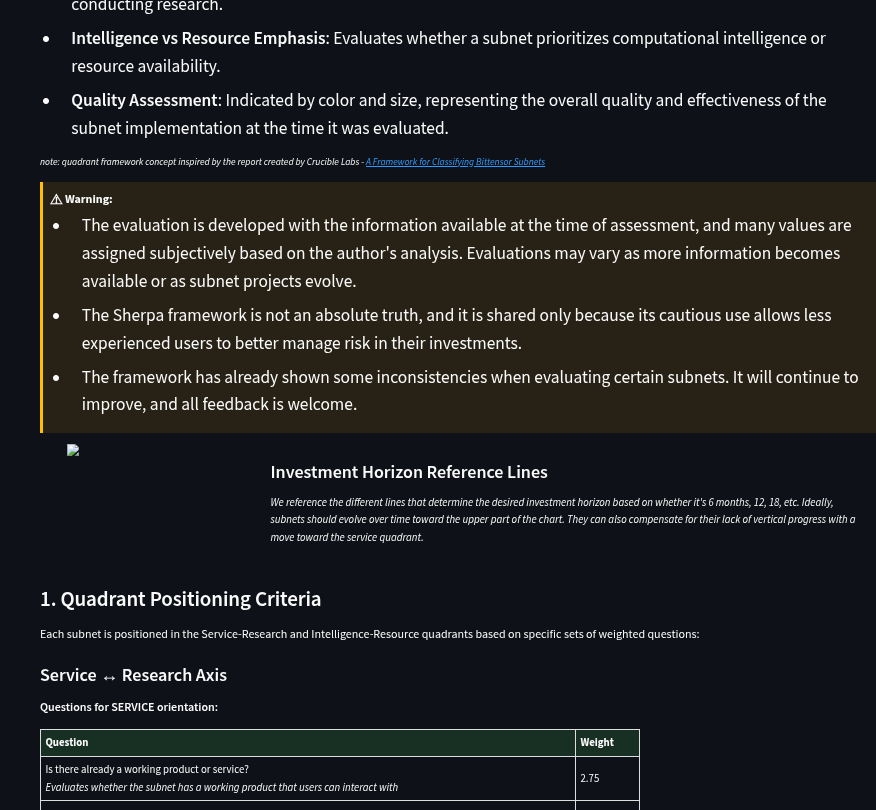 conducting research.
• Intelligence vs Resource Emphasis: Evaluates whether a subnet prioritizes computational intelligence or
resource availability.
• Quality Assessment: Indicated by color and size, representing the overall quality and effectiveness of the
subnet implementation at the time it was evaluated.
note: quadrant framework concept inspired by the report created by Crucible Labs - A Framework for Classifying Bittensor Subnets
⚠ Warning:
• The evaluation is developed with the information available at the time of assessment, and many values are
assigned subjectively based on the author's analysis. Evaluations may vary as more information becomes
available or as subnet projects evolve.
• The Sherpa framework is not an absolute truth, and it is shared only because its cautious use allows less
experienced users to better manage risk in their investments.
• The framework has already shown some inconsistencies when evaluating certain subnets. It will continue to
improve, and all feedback is welcome.
Investment Horizon Reference Lines
We reference the different lines that determine the desired investment horizon based on whether it's 6 months, 12, 18, etc. Ideally,
subnets should evolve over time toward the upper part of the chart. They can also compensate for their lack of vertical progress with a
move toward the service quadrant.
1. Quadrant Positioning Criteria
Each subnet is positioned in the Service-Research and Intelligence-Resource quadrants based on specific sets of weighted questions:
Service ↔ Research Axis
Questions for SERVICE orientation:
Question Weight
Is there already a working product or service?
Evaluates whether the subnet has a working product that users can interact with
2.75